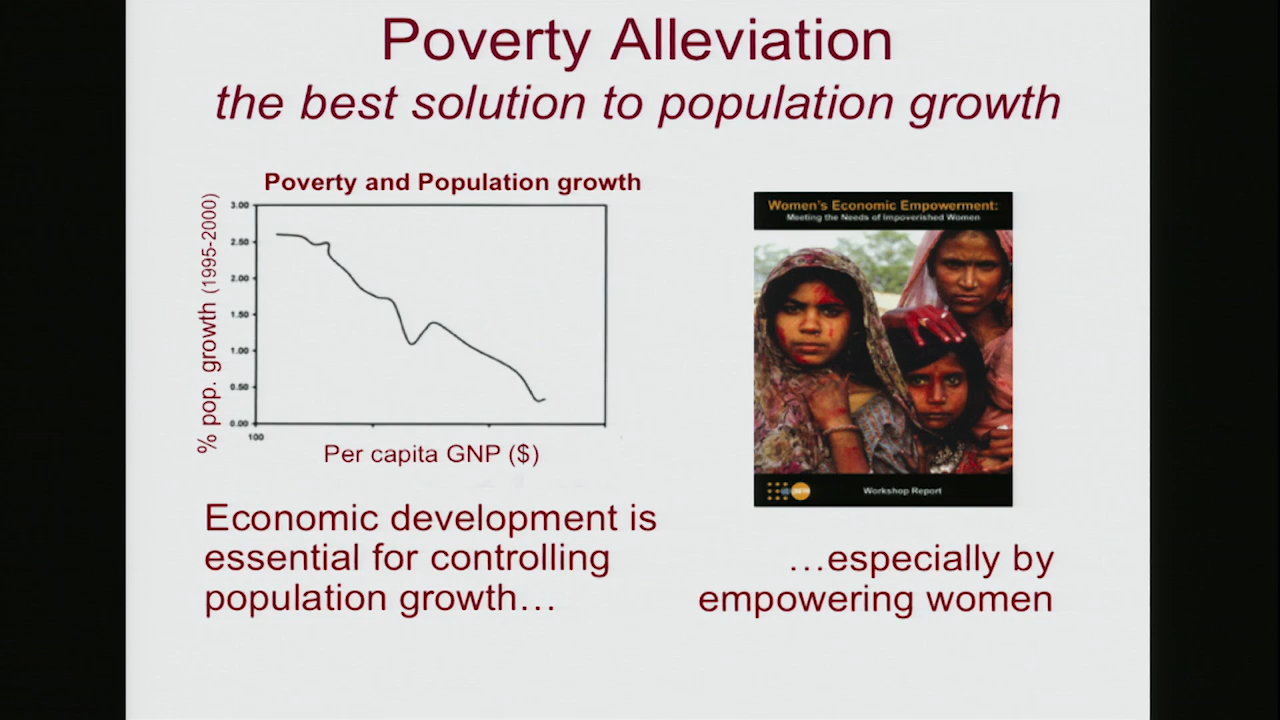 Poverty Alleviation
the best solution to population growth
Poverty and Population growth
% pop. growth (1995-2000)
3.00
2.50
2.00
1.50
1.00
0.50
0.00
100
Per capita GNP ($)
Women's Economic Empowerment:
Meeting the Needs of Impoverished Women
Workshop Report
Economic development is
essential for controlling
population growth…
…especially by
empowering women